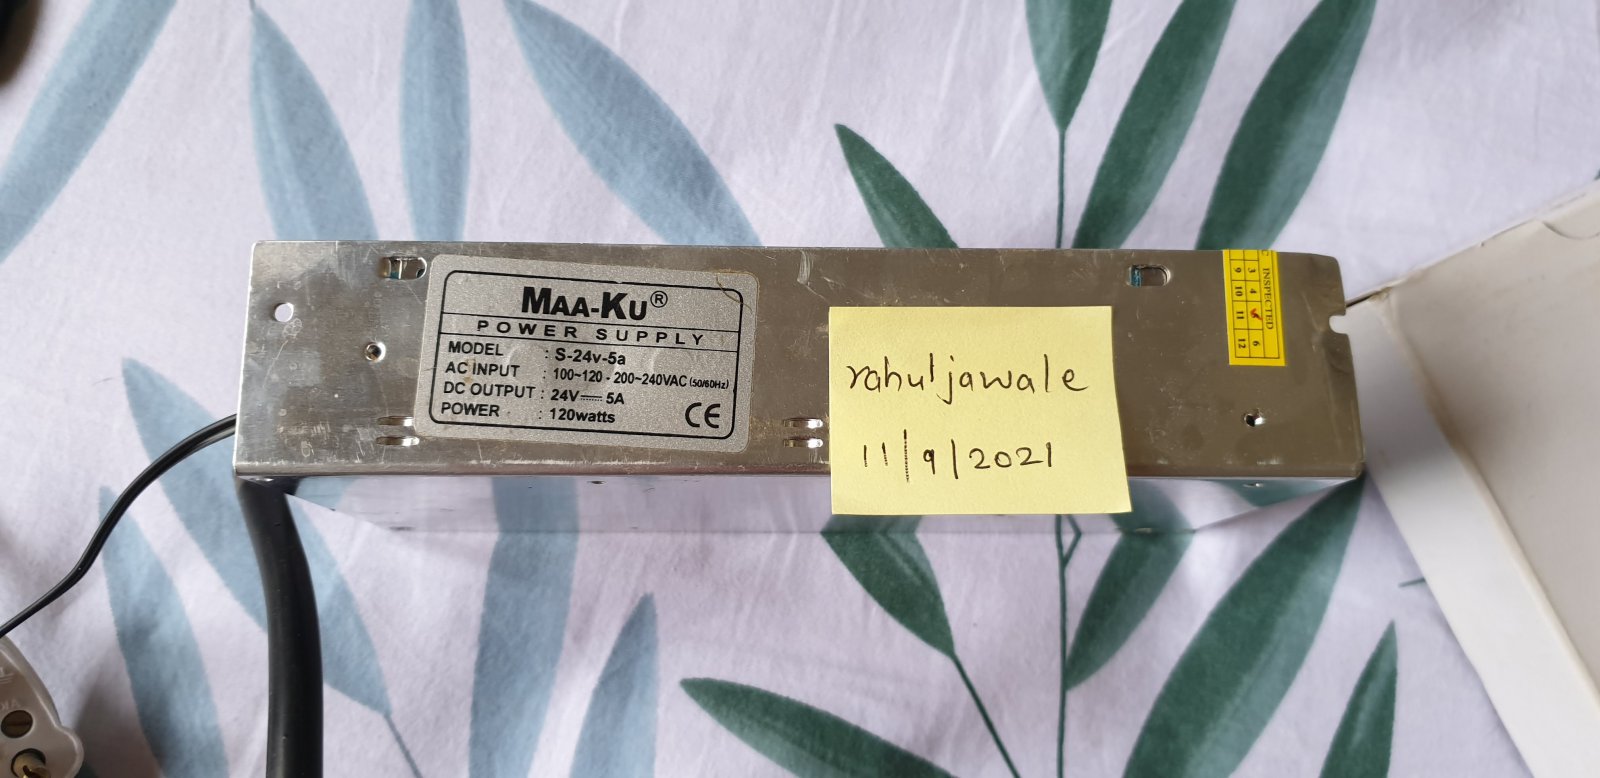 MAA-KU®
POWER SUPPLY
MODEL : S-24v-5a
AC INPUT : 100~120 - 200~240VAC (50/60Hz)
DC OUTPUT : 24V⎓5A
POWER : 120watts
CE
rahuljawale
11/9/2021
INSPECTED
3 4 6
9 10 11 12